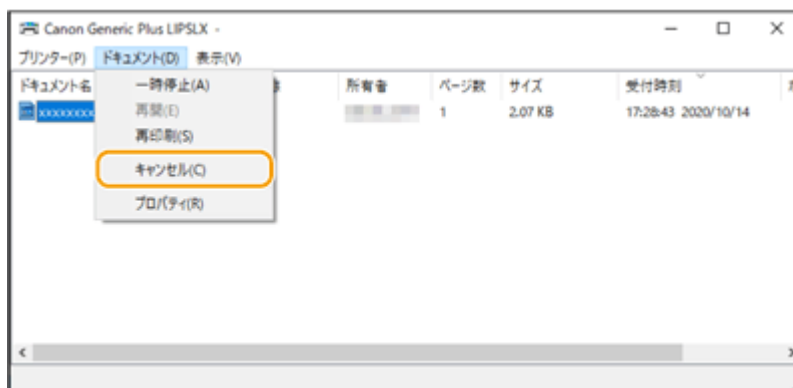 Canon Generic Plus LIPSLX -
プリンター(P) ドキュメント(D) 表示(V)
ドキュメント名 所有者 ページ数 サイズ 受付時刻
一時停止(A)
xxxxxxxx 1 2.07 KB 17:28:43 2020/10/14
再開(E)
再印刷(S)
キャンセル(C)
プロパティ(R)